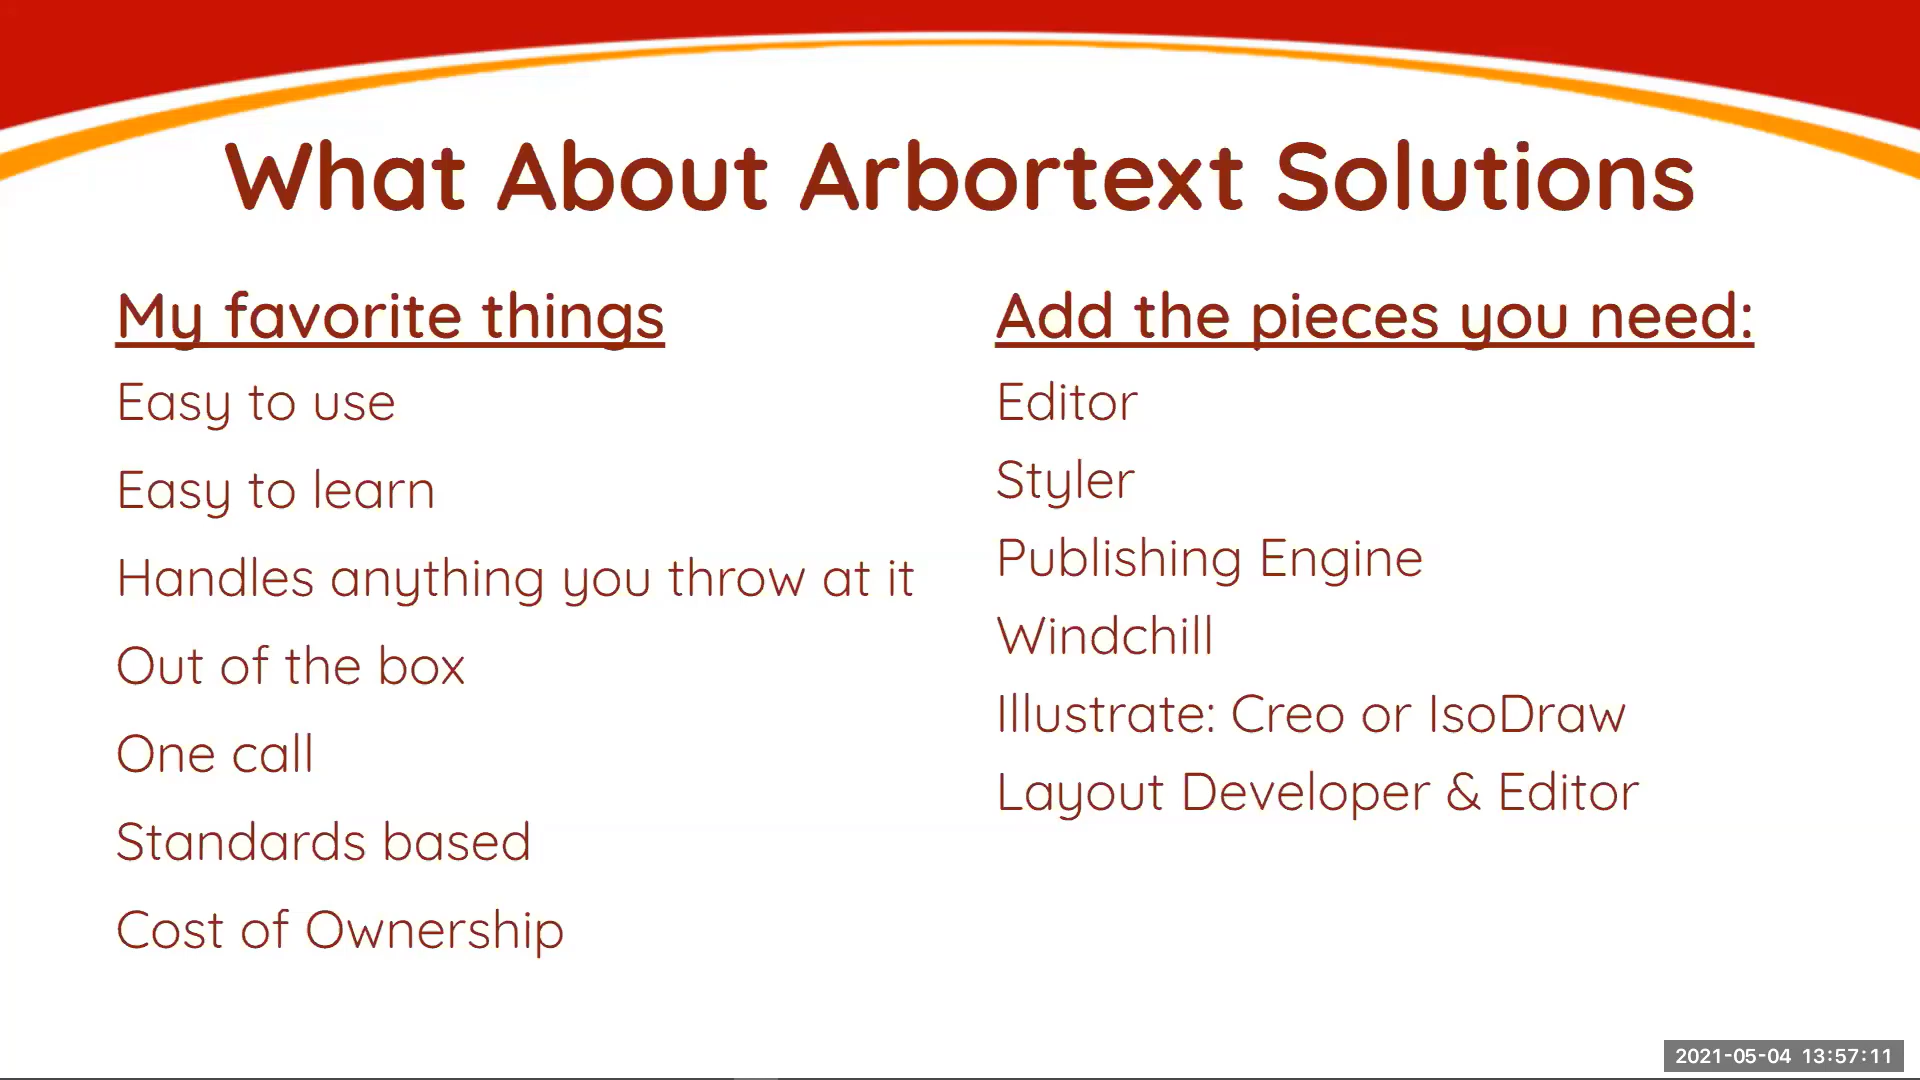 What About Arbortext Solutions
My favorite things
Easy to use
Easy to learn
Handles anything you throw at it
Out of the box
One call
Standards based
Cost of Ownership
Add the pieces you need:
Editor
Styler
Publishing Engine
Windchill
Illustrate: Creo or IsoDraw
Layout Developer & Editor
2021-05-04 13:57:11